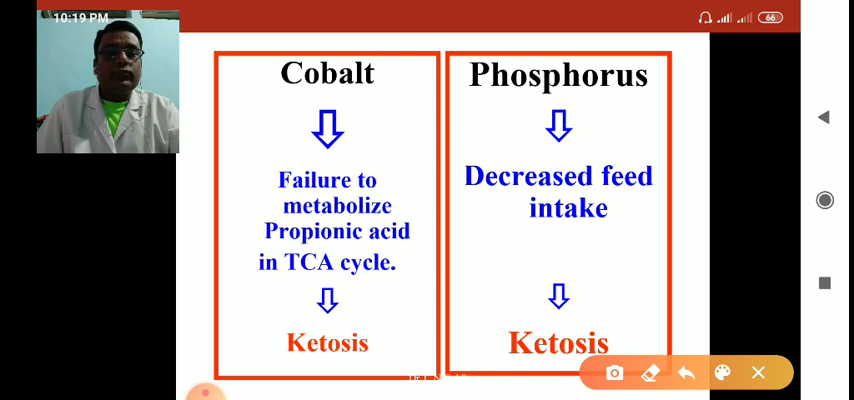 10:19 PM
66
Cobalt
Failure to
metabolize
Propionic acid
in TCA cycle.
Ketosis
Phosphorus
Decreased feed
intake
Ketosis